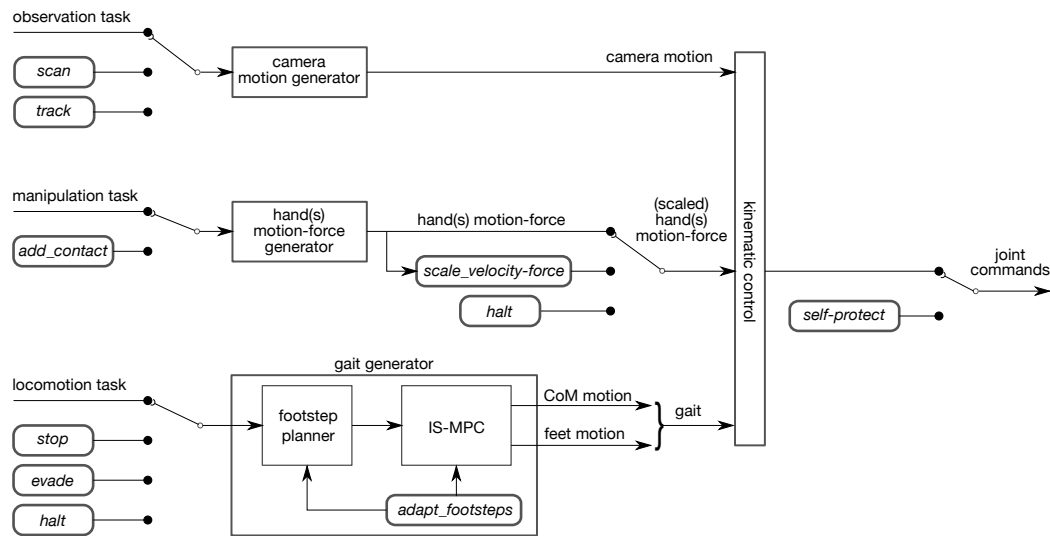 observation task
scan
track
camera
motion generator
camera motion
manipulation task
add_contact
hand(s)
motion-force
generator
hand(s) motion-force
scale_velocity-force
halt
(scaled)
hand(s)
motion-force
kinematic control
joint
commands
self-protect
locomotion task
stop
evade
halt
gait generator
footstep
planner
IS-MPC
adapt_footsteps
CoM motion
feet motion
gait